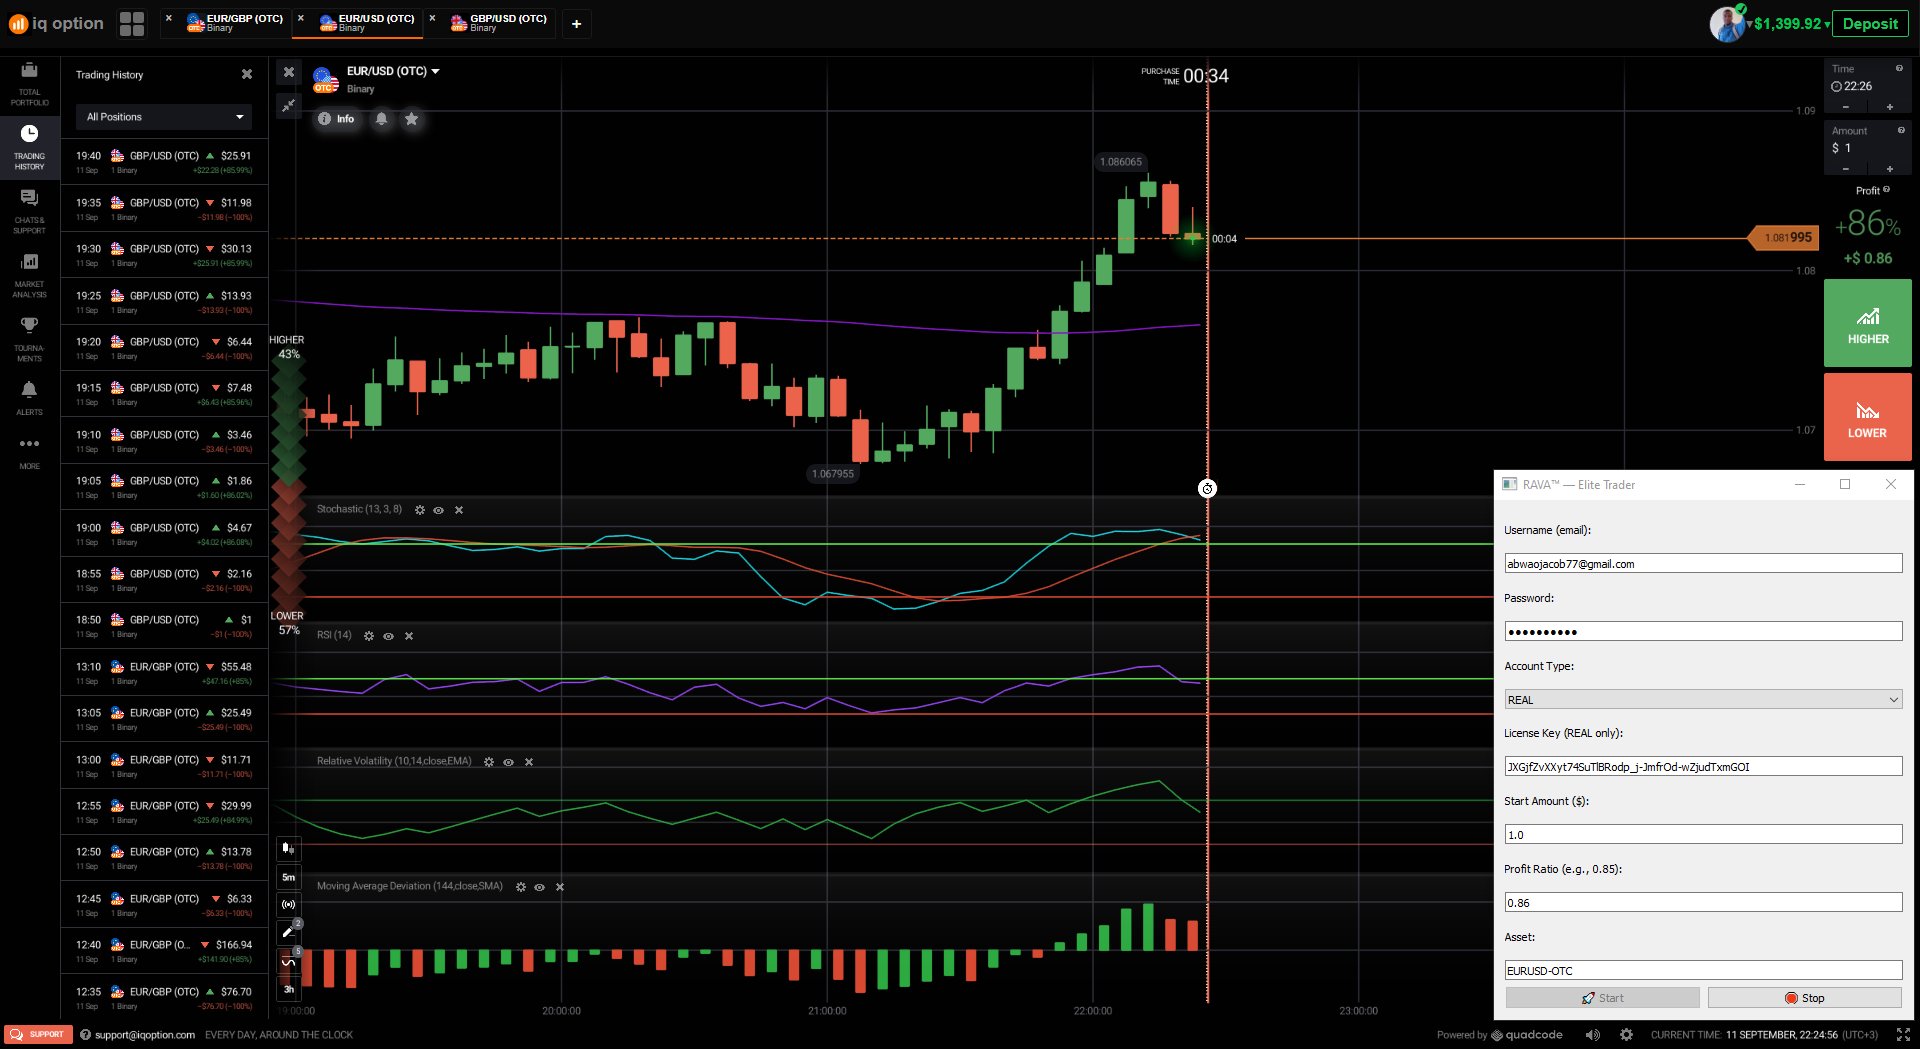 iq option
EUR/GBP (OTC)
Binary
EUR/USD (OTC)
Binary
GBP/USD (OTC)
Binary
+
$1,399.92
Deposit
TOTAL
PORTFOLIO
TRADING
HISTORY
CHATS &
SUPPORT
MARKET
ANALYSIS
TOURNA-
MENTS
ALERTS
MORE
Trading History
All Positions
19:40 GBP/USD (OTC) $25.91
11 Sep 1 Binary +$22.28 (+85.99%)
19:35 GBP/USD (OTC) $11.98
11 Sep 1 Binary −$11.98 (−100%)
19:30 GBP/USD (OTC) $30.13
11 Sep 1 Binary +$25.91 (+85.99%)
19:25 GBP/USD (OTC) $13.93
11 Sep 1 Binary −$13.93 (−100%)
19:20 GBP/USD (OTC) $6.44
11 Sep 1 Binary −$6.44 (−100%)
19:15 GBP/USD (OTC) $7.48
11 Sep 1 Binary +$6.43 (+85.96%)
19:10 GBP/USD (OTC) $3.46
11 Sep 1 Binary −$3.46 (−100%)
19:05 GBP/USD (OTC) $1.86
11 Sep 1 Binary +$1.60 (+86.02%)
19:00 GBP/USD (OTC) $4.67
11 Sep 1 Binary +$4.02 (+86.08%)
18:55 GBP/USD (OTC) $2.16
11 Sep 1 Binary −$2.16 (−100%)
18:50 GBP/USD (OTC) $1
11 Sep 1 Binary −$1 (−100%)
13:10 EUR/GBP (OTC) $55.48
11 Sep 1 Binary +$47.16 (+85%)
13:05 EUR/GBP (OTC) $25.49
11 Sep 1 Binary −$25.49 (−100%)
13:00 EUR/GBP (OTC) $11.71
11 Sep 1 Binary −$11.71 (−100%)
12:55 EUR/GBP (OTC) $29.99
11 Sep 1 Binary +$25.49 (+84.99%)
12:50 EUR/GBP (OTC) $13.78
11 Sep 1 Binary −$13.78 (−100%)
12:45 EUR/GBP (OTC) $6.33
11 Sep 1 Binary −$6.33 (−100%)
12:40 EUR/GBP (O... $166.94
11 Sep 1 Binary +$141.90 (+85%)
12:35 EUR/GBP (OTC) $76.70
11 Sep 1 Binary −$76.70 (−100%)
EUR/USD (OTC)
Binary
OTC
Info
PURCHASE
TIME 00:34
1.09
1.086065
00:04
1.081995
1.08
1.07
1.067955
HIGHER
43%
LOWER
57%
Stochastic (13, 3, 8)
RSI (14)
Relative Volatility (10,14,close,EMA)
Moving Average Deviation (144,close,SMA)
5m
2
5
3h
19:00:00
20:00:00
21:00:00
22:00:00
23:00:00
Time
22:26
− +
Amount
$ 1
− +
Profit
+86%
+$ 0.86
HIGHER
LOWER
RAVA™ — Elite Trader
Username (email):
abwaojacob77@gmail.com
Password:
●●●●●●●●●●
Account Type:
REAL
License Key (REAL only):
JXGjfZvXXyt74SuTlBRodp_j-JmfrOd-wZjudTxmGOI
Start Amount ($):
1.0
Profit Ratio (e.g., 0.85):
0.86
Asset:
EURUSD-OTC
Start
Stop
SUPPORT
support@iqoption.com
EVERY DAY, AROUND THE CLOCK
Powered by quadcode
CURRENT TIME: 11 SEPTEMBER, 22:24:56 (UTC+3)